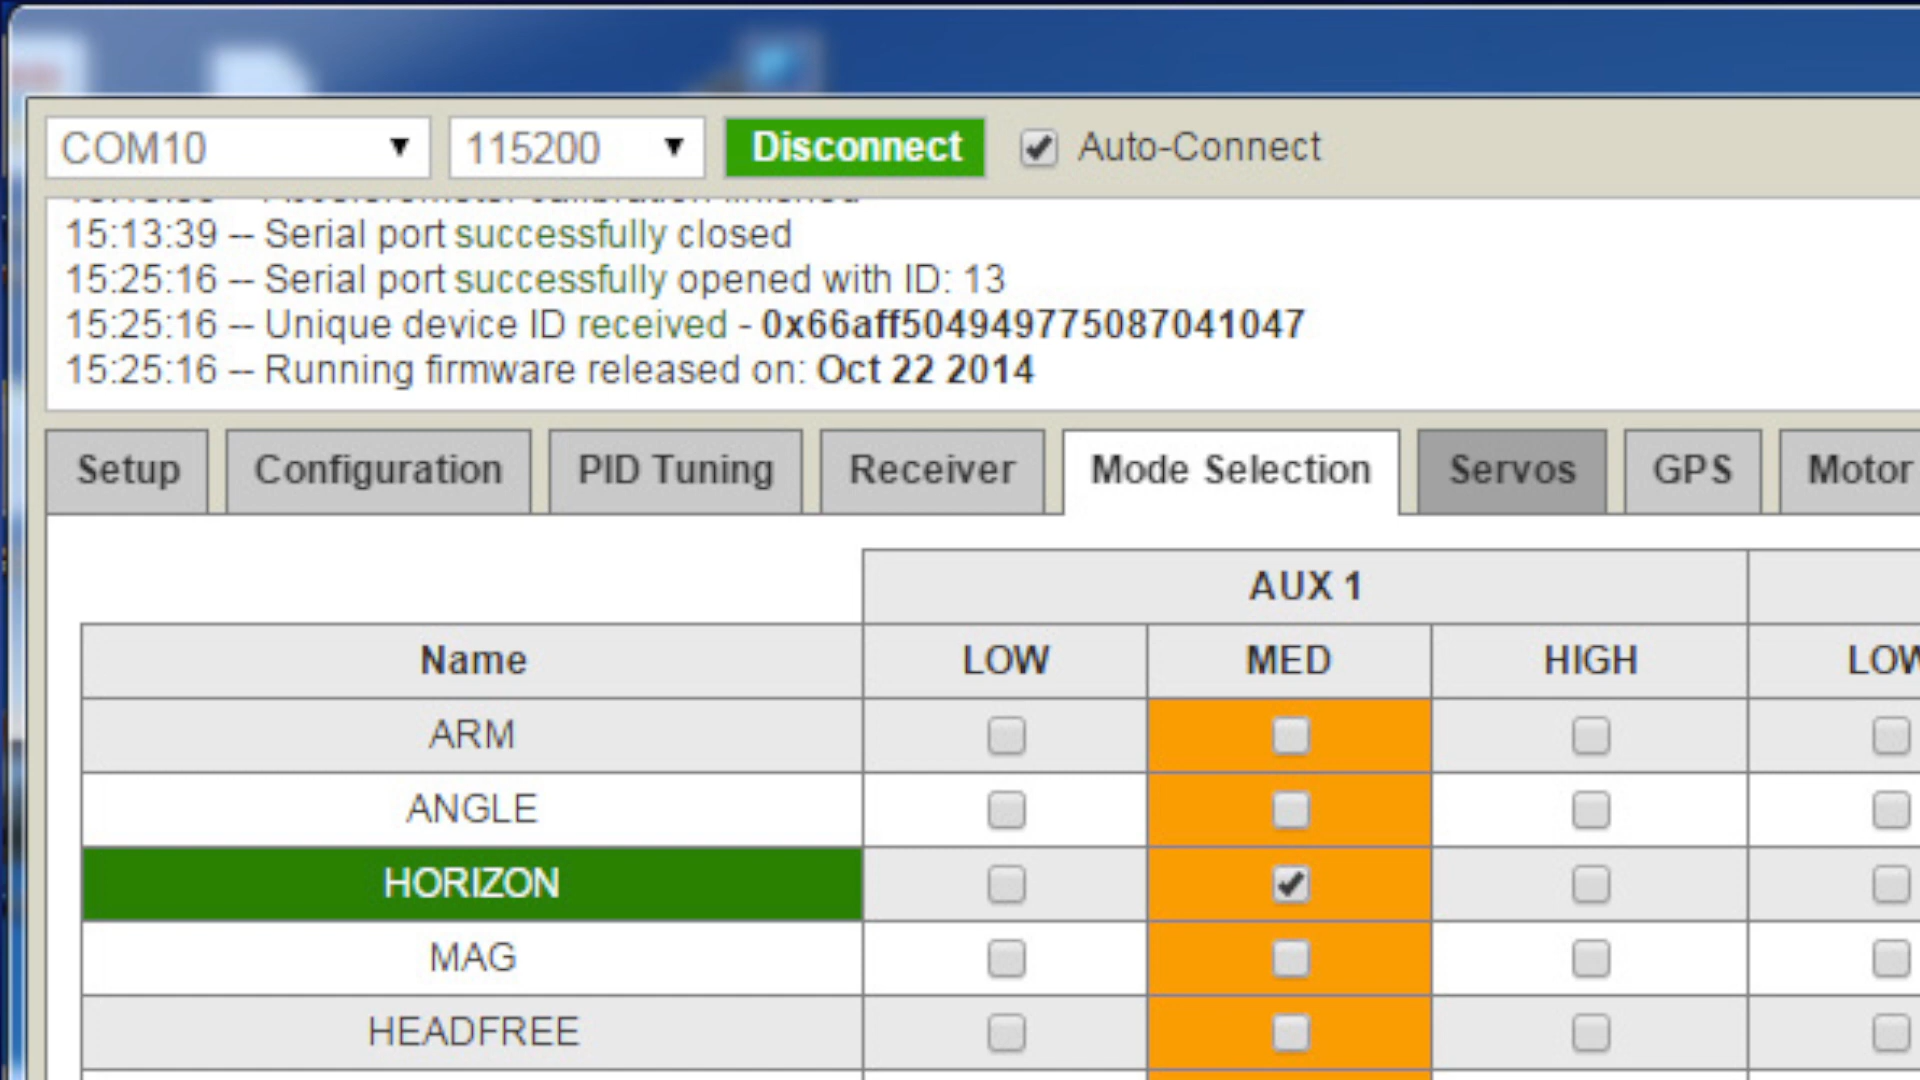 COM10 115200 Disconnect Auto-Connect
15:13:39 -- Serial port successfully closed
15:25:16 -- Serial port successfully opened with ID: 13
15:25:16 -- Unique device ID received - 0x66aff504949775087041047
15:25:16 -- Running firmware released on: Oct 22 2014
Setup Configuration PID Tuning Receiver Mode Selection Servos GPS Motor
AUX 1
Name LOW MED HIGH LOW
ARM
ANGLE
HORIZON
MAG
HEADFREE